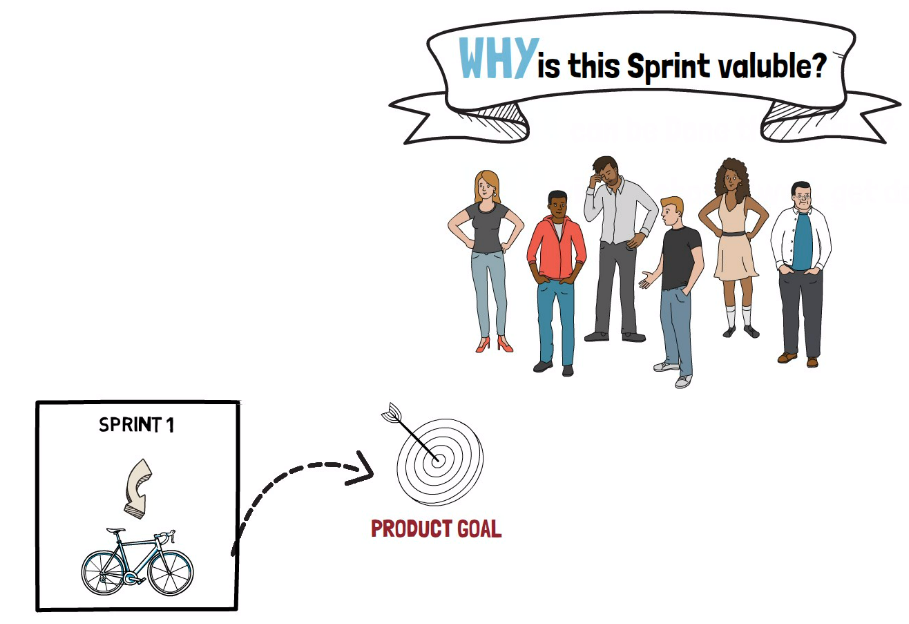 WHY is this Sprint valuble?
SPRINT 1
PRODUCT GOAL